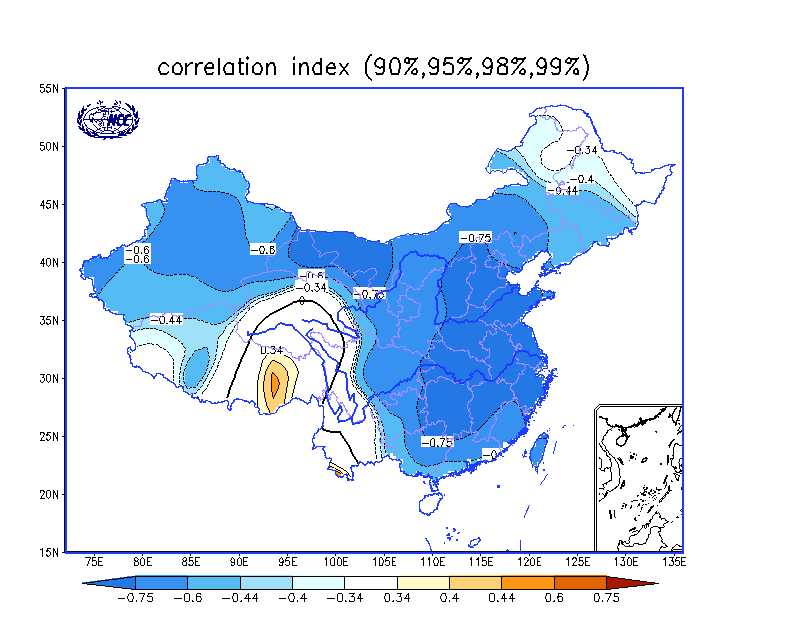 correlation index (90%,95%,98%,99%)
55N
NCC
50N
-0.34
-0.4
-0.44
45N
-0.75
-0.6
-0.6
-0.6
40N
-0.6
-0.34
-0.75
0
35N
-0.44
0.34
30N
25N
-0.75
-0
20N
15N
75E 80E 85E 90E 95E 100E 105E 110E 115E 120E 125E 130E 135E
-0.75 -0.6 -0.44 -0.4 -0.34 0.34 0.4 0.44 0.6 0.75